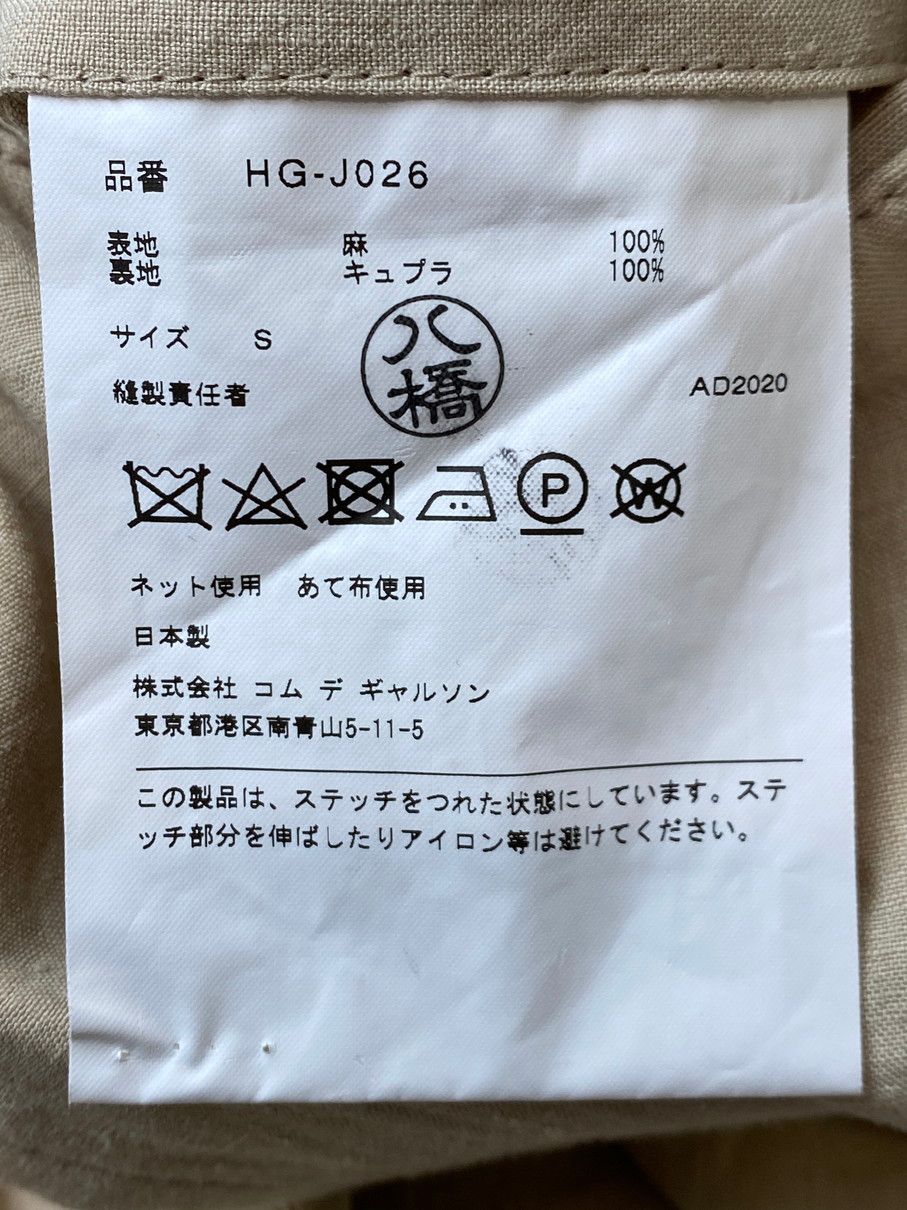 品番 HG-J026
表地 麻 100%
裏地 キュプラ 100%
サイズ S
八橋
縫製責任者 AD2020
P W
ネット使用 あて布使用
日本製
株式会社 コム デ ギャルソン
東京都港区南青山5-11-5
この製品は、ステッチをつれた状態にしています。ステ
ッチ部分を伸ばしたりアイロン等は避けてください。